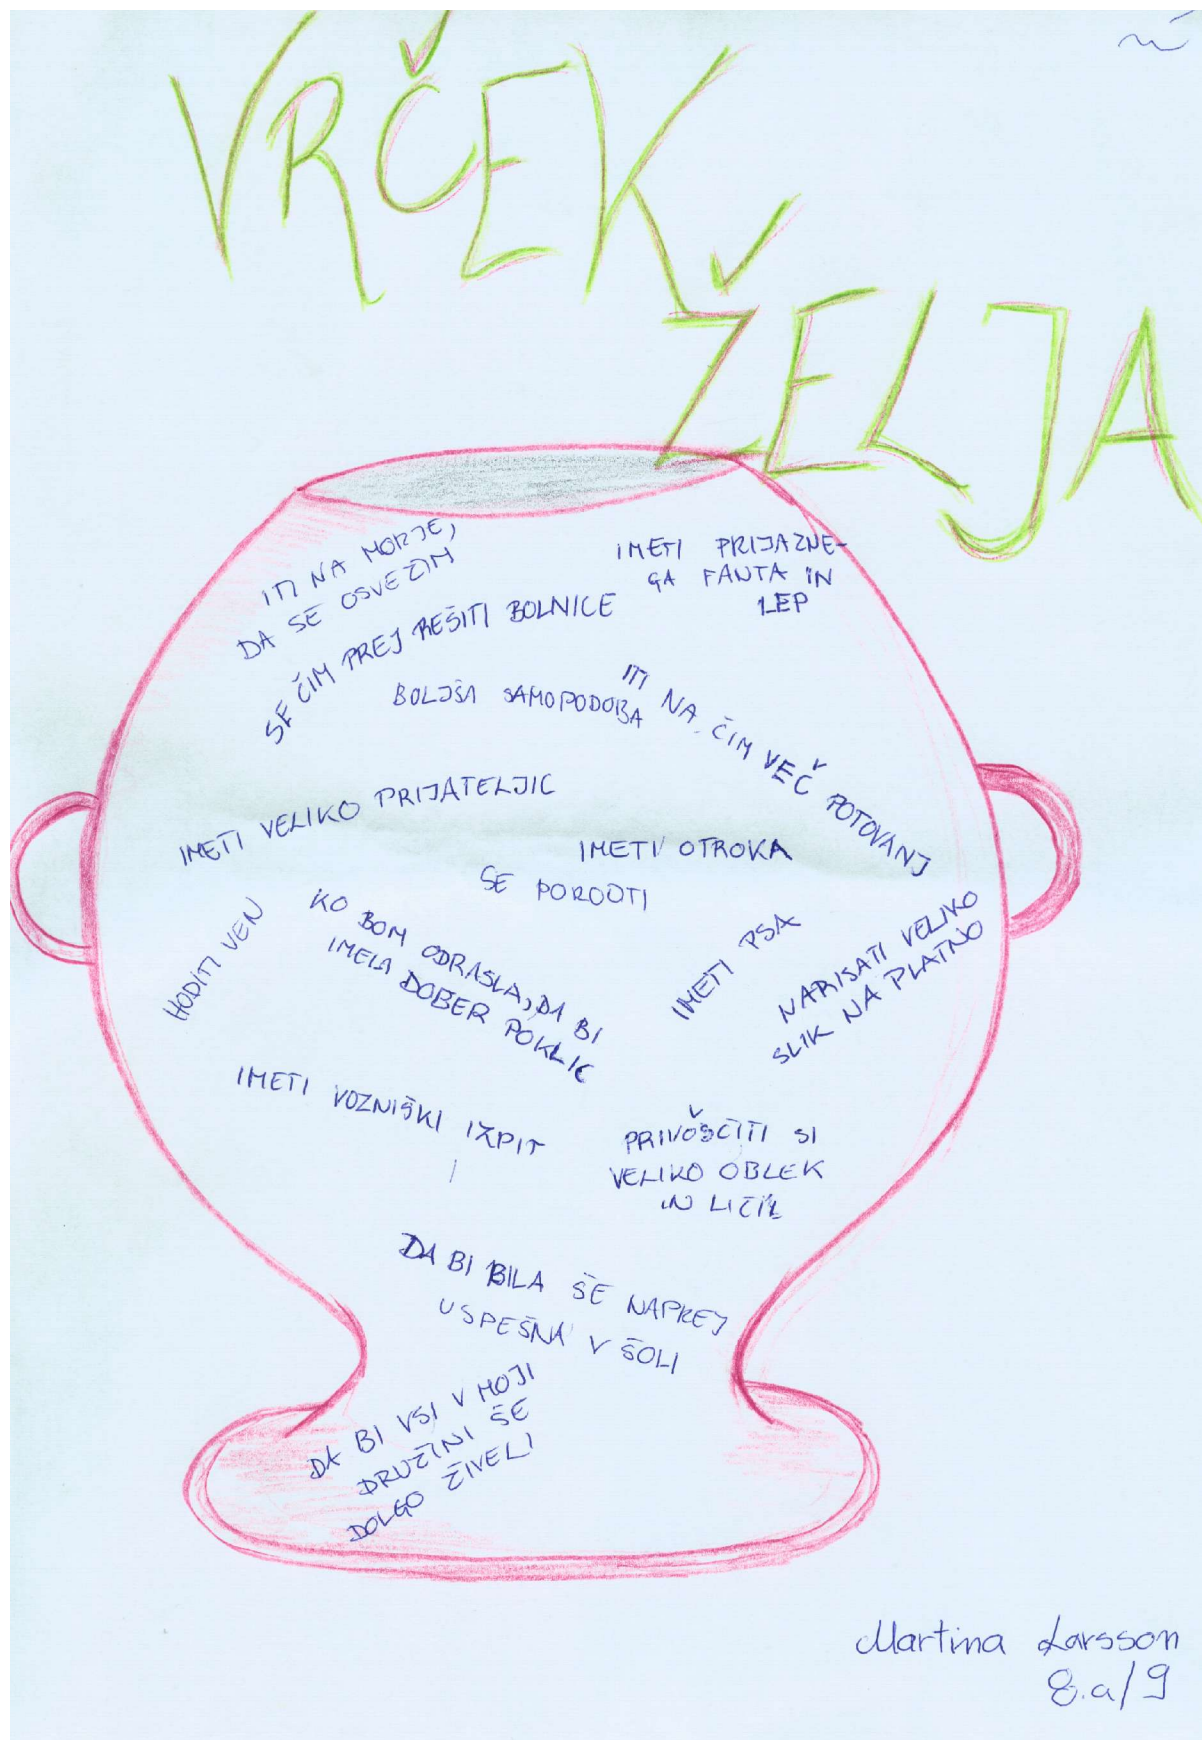 VRČEK
ŽELJA
ITI NA MORJE,
DA SE OSVEŽIM
IMETI PRIJAZNE-
GA FANTA IN
LEP
SE ČIM PREJ REŠITI BOLNICE
BOLJŠA SAMOPODOBA
ITI NA ČIM VEČ POTOVANJ
IMETI VELIKO PRIJATELJIC
IMETI OTROKA
SE POROČITI
HODITI VEN
KO BOM ODRASLA, DA BI
IMELA DOBER POKLIC
IMETI PSA
NARISATI VELIKO
SLIK NA PLATNO
IMETI VOZNIŠKI IZPIT
PRIVOŠČITI SI
VELIKO OBLEK
IN LIČIL
DA BI BILA ŠE NAPREJ
USPEŠNA V ŠOLI
DA BI VSI V MOJI
DRUŽINI ŠE
DOLGO ŽIVELI
Martina Larsson
8.a/9